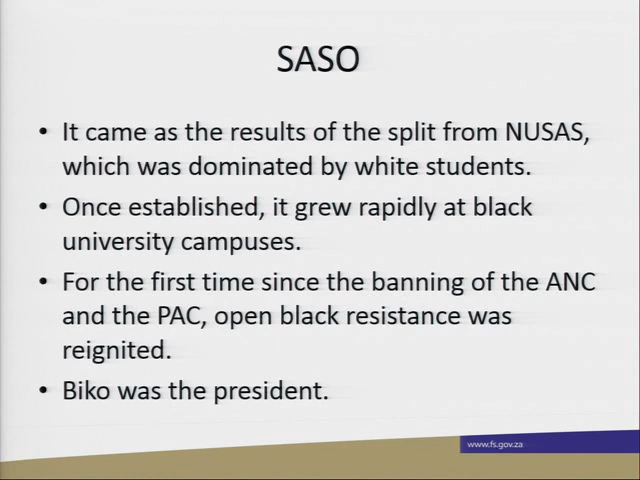 SASO
• It came as the results of the split from NUSAS,
which was dominated by white students.
• Once established, it grew rapidly at black
university campuses.
• For the first time since the banning of the ANC
and the PAC, open black resistance was
reignited.
• Biko was the president.
www.fs.gov.za